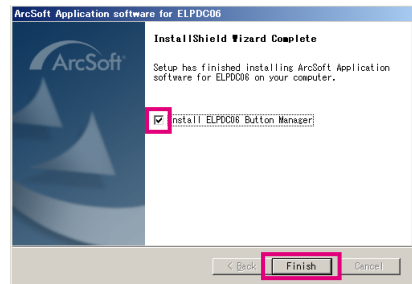 ArcSoft Application software for ELPDC06
ArcSoft
InstallShield Wizard Complete
Setup has finished installing ArcSoft Application
software for ELPDC06 on your computer.
Install ELPDC06 Button Manager
< Back
Finish
Cancel